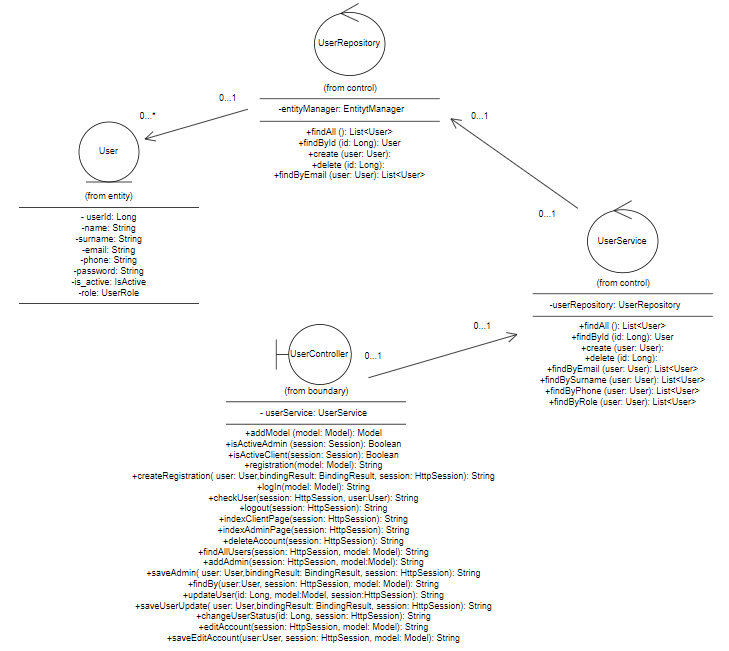 UserRepository
(from control)
-entityManager: EntitytManager
+findAll (): List<User>
+findById (id: Long): User
+create (user: User):
+delete (id: Long):
+findByEmail (user: User): List<User>
0...1
0...*
User
(from entity)
- userId: Long
-name: String
-surname: String
-email: String
-phone: String
-password: String
-is_active: IsActive
-role: UserRole
0...1
0...1
UserService
(from control)
-userRepository: UserRepository
+findAll (): List<User>
+findById (id: Long): User
+create (user: User):
+delete (id: Long):
+findByEmail (user: User): List<User>
+findBySurname (user: User): List<User>
+findByPhone (user: User): List<User>
+findByRole (user: User): List<User>
0...1
0...1
UserController
(from boundary)
- userService: UserService
+addModel (model: Model): Model
+isActiveAdmin (session: Session): Boolean
+isActiveClient(session: Session): Boolean
+registration(model: Model): String
+createRegistration( user: User,bindingResult: BindingResult, session: HttpSession): String
+logIn(model: Model): String
+checkUser(session: HttpSession, user:User): String
+logout(session: HttpSession): String
+indexClientPage(session: HttpSession): String
+indexAdminPage(session: HttpSession): String
+deleteAccount(session: HttpSession): String
+findAllUsers(session: HttpSession, model: Model): String
+addAdmin(session: HttpSession, model:Model): String
+saveAdmin( user: User,bindingResult: BindingResult, session: HttpSession): String
+findBy(user:User, session: HttpSession, model: Model): String
+updateUser(id: Long, model:Model, session:HttpSession): String
+saveUserUpdate( user: User,bindingResult: BindingResult, session: HttpSession): String
+changeUserStatus(id: Long, session: HttpSession): String
+editAccount(session: HttpSession, model: Model): String
+saveEditAccount(user:User, session: HttpSession, model: Model): String